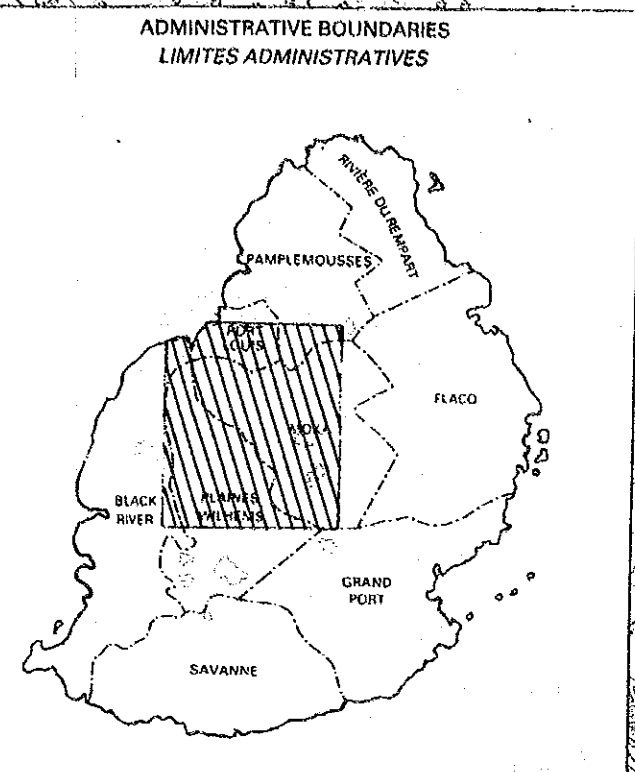 ADMINISTRATIVE BOUNDARIES
LIMITES ADMINISTRATIVES
RIVIÈRE DU REMPART
PAMPLEMOUSSES
PORT
LOUIS
FLACQ
MOKA
BLACK
RIVER
PLAINES
WILHEMS
GRAND
PORT
SAVANNE